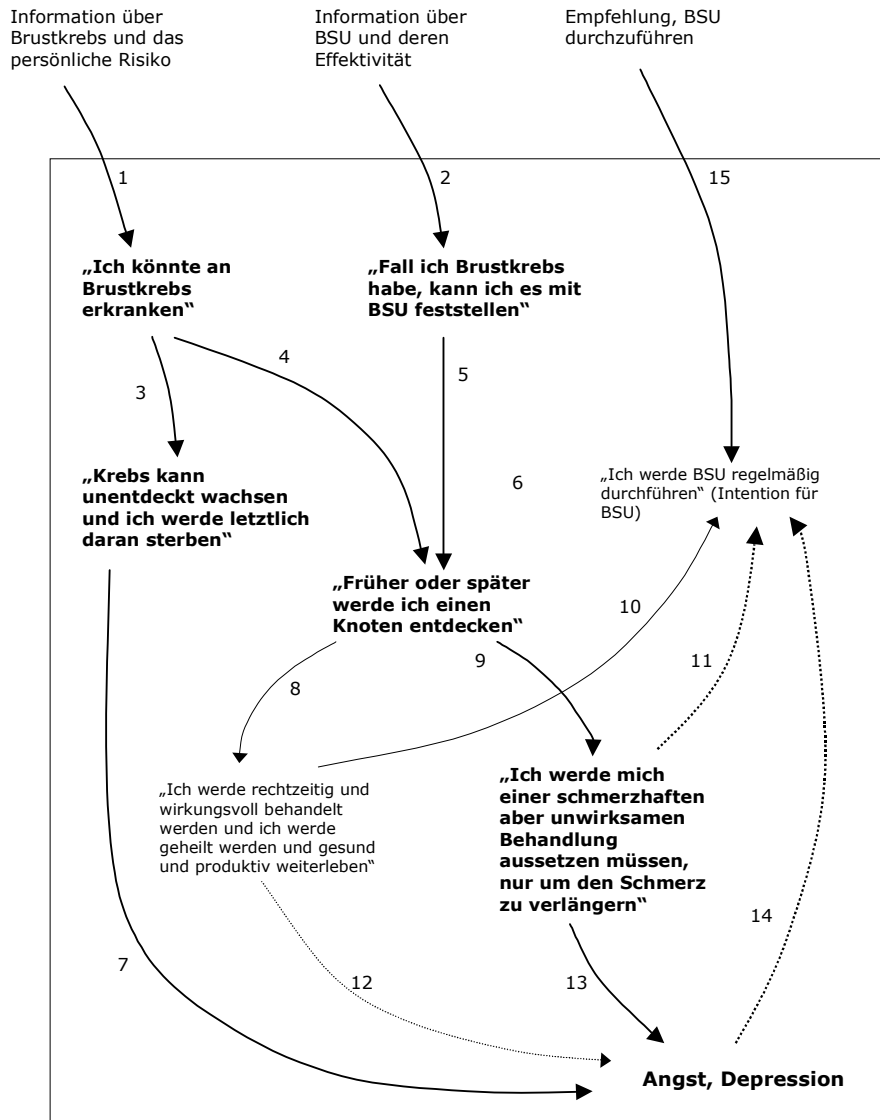 Information über
Brustkrebs und das
persönliche Risiko
Information über
BSU und deren
Effektivität
Empfehlung, BSU
durchzuführen
1
2
15
„Ich könnte an
Brustkrebs
erkranken“
„Fall ich Brustkrebs
habe, kann ich es mit
BSU feststellen“
3
4
5
6
„Krebs kann
unentdeckt wachsen
und ich werde letztlich
daran sterben“
„Ich werde BSU regelmäßig
durchführen“ (Intention für
BSU)
„Früher oder später
werde ich einen
Knoten entdecken“
8
9
10
11
„Ich werde rechtzeitig und
wirkungsvoll behandelt
werden und ich werde
geheilt werden und gesund
und produktiv weiterleben“
„Ich werde mich
einer schmerzhaften
aber unwirksamen
Behandlung
aussetzen müssen,
nur um den Schmerz
zu verlängern“
7
12
13
14
Angst, Depression